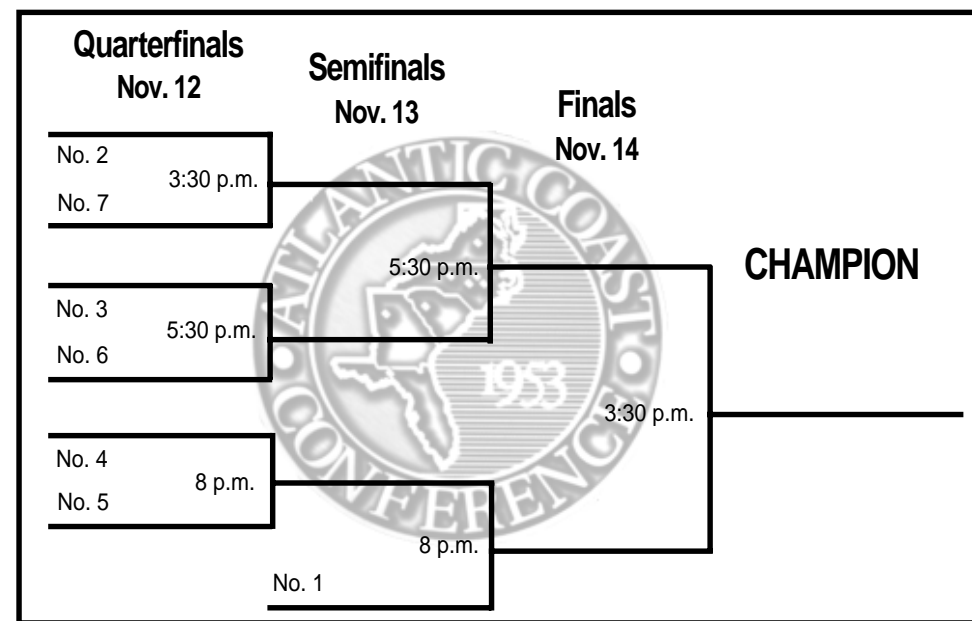 Quarterfinals
Nov. 12
Semifinals
Nov. 13
Finals
Nov. 14
No. 2
3:30 p.m.
No. 7
5:30 p.m.
CHAMPION
No. 3
5:30 p.m.
No. 6
3:30 p.m.
No. 4
8 p.m.
No. 5
8 p.m.
No. 1
ATLANTIC COAST
CONFERENCE
1953